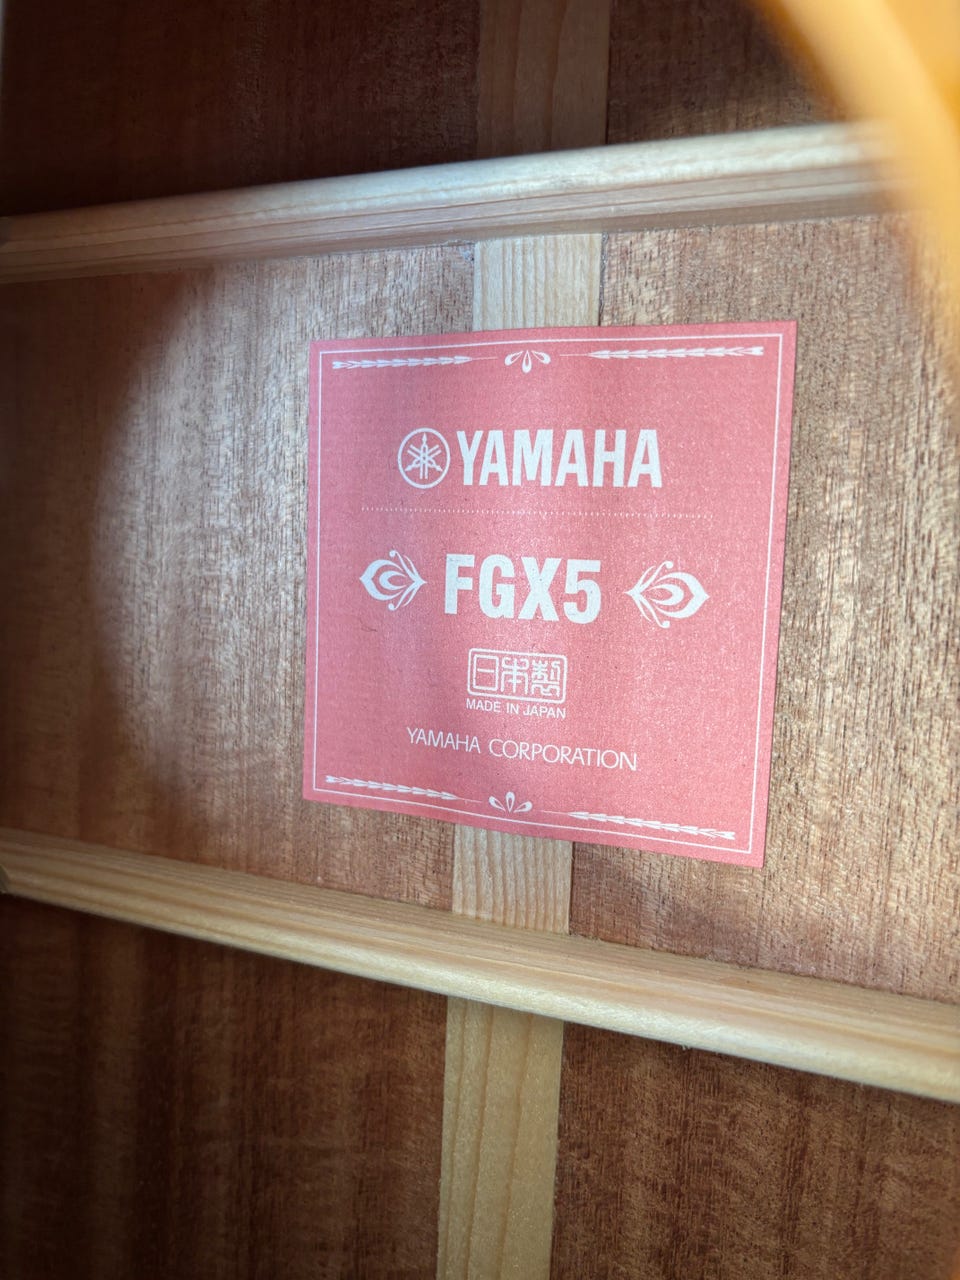 YAMAHA
FGX5
日本製
MADE IN JAPAN
YAMAHA CORPORATION